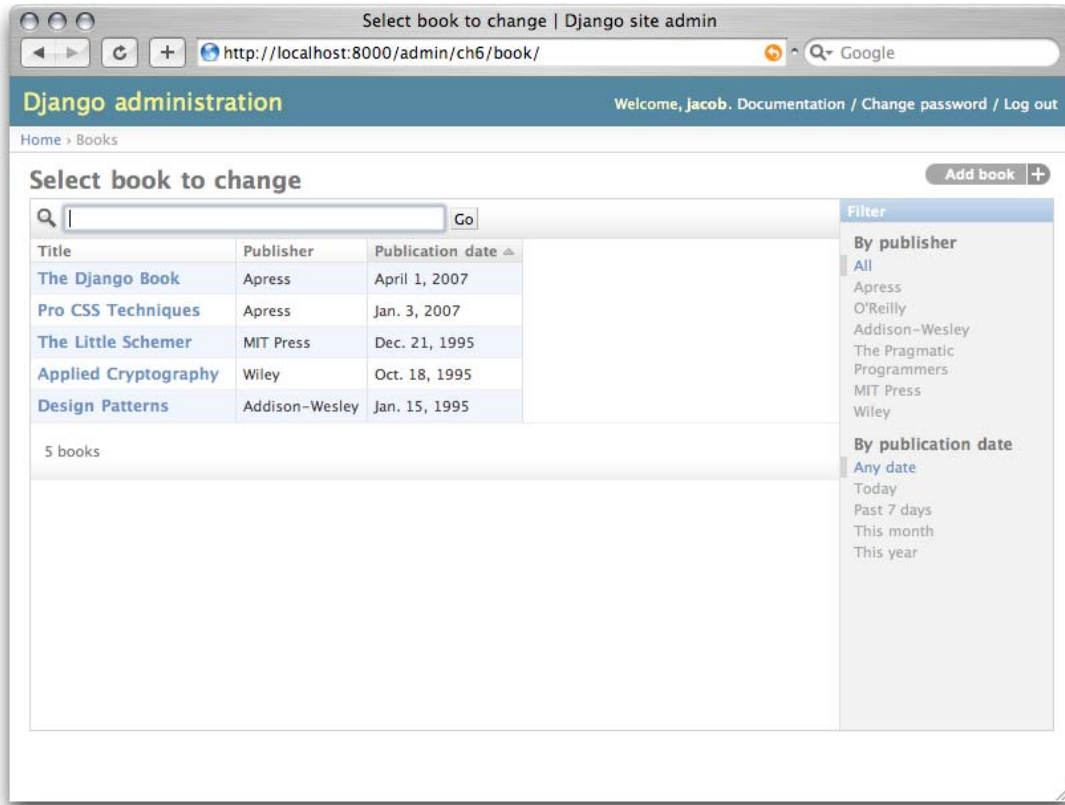 Select book to change | Django site admin
http://localhost:8000/admin/ch6/book/
Google
Django administration
Welcome, jacob. Documentation / Change password / Log out
Home › Books
Select book to change
Add book
Go
Title Publisher Publication date
The Django Book Apress April 1, 2007
Pro CSS Techniques Apress Jan. 3, 2007
The Little Schemer MIT Press Dec. 21, 1995
Applied Cryptography Wiley Oct. 18, 1995
Design Patterns Addison-Wesley Jan. 15, 1995
5 books
Filter
By publisher
All
Apress
O'Reilly
Addison-Wesley
The Pragmatic
Programmers
MIT Press
Wiley
By publication date
Any date
Today
Past 7 days
This month
This year